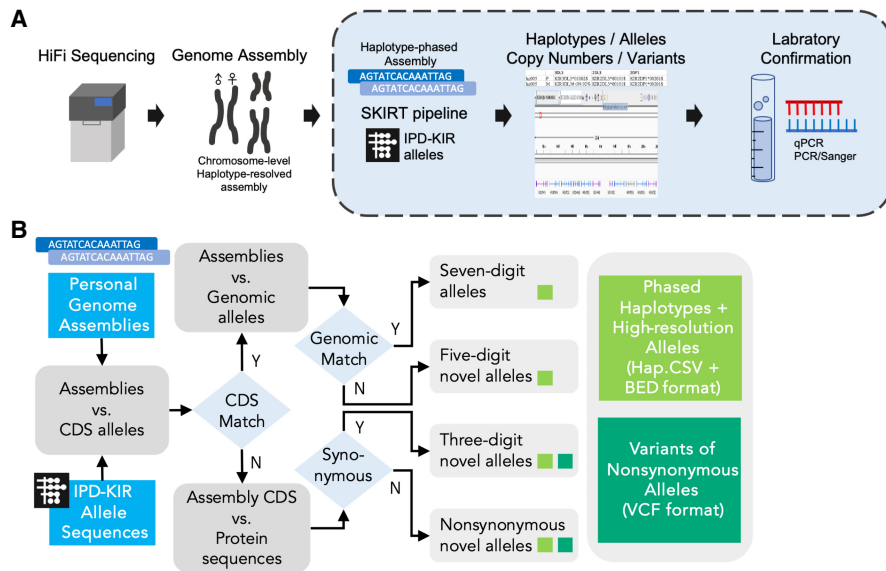 A
HiFi Sequencing
Genome Assembly
Chromosome-level
Haplotype-resolved
assembly
Haplotype-phased
Assembly
AGTATCACAAATTAG
AGTATCACAAATTAG
SKIRT pipeline
IPD-KIR
alleles
Haplotypes / Alleles
Copy Numbers / Variants
Labratory
Confirmation
qPCR
PCR/Sanger
B
AGTATCACAAATTAG
AGTATCACAAATTAG
Personal
Genome
Assemblies
Assemblies
vs.
CDS alleles
IPD-KIR
Allele
Sequences
Assemblies
vs.
Genomic
alleles
Y
CDS
Match
N
Assembly CDS
vs.
Protein
sequences
Genomic
Match
Y
N
Syno-
nymous
Y
N
Seven-digit
alleles
Five-digit
novel alleles
Three-digit
novel alleles
Nonsynonymous
novel alleles
Phased
Haplotypes +
High-resolution
Alleles
(Hap.CSV +
BED format)
Variants of
Nonsynonymous
Alleles
(VCF format)